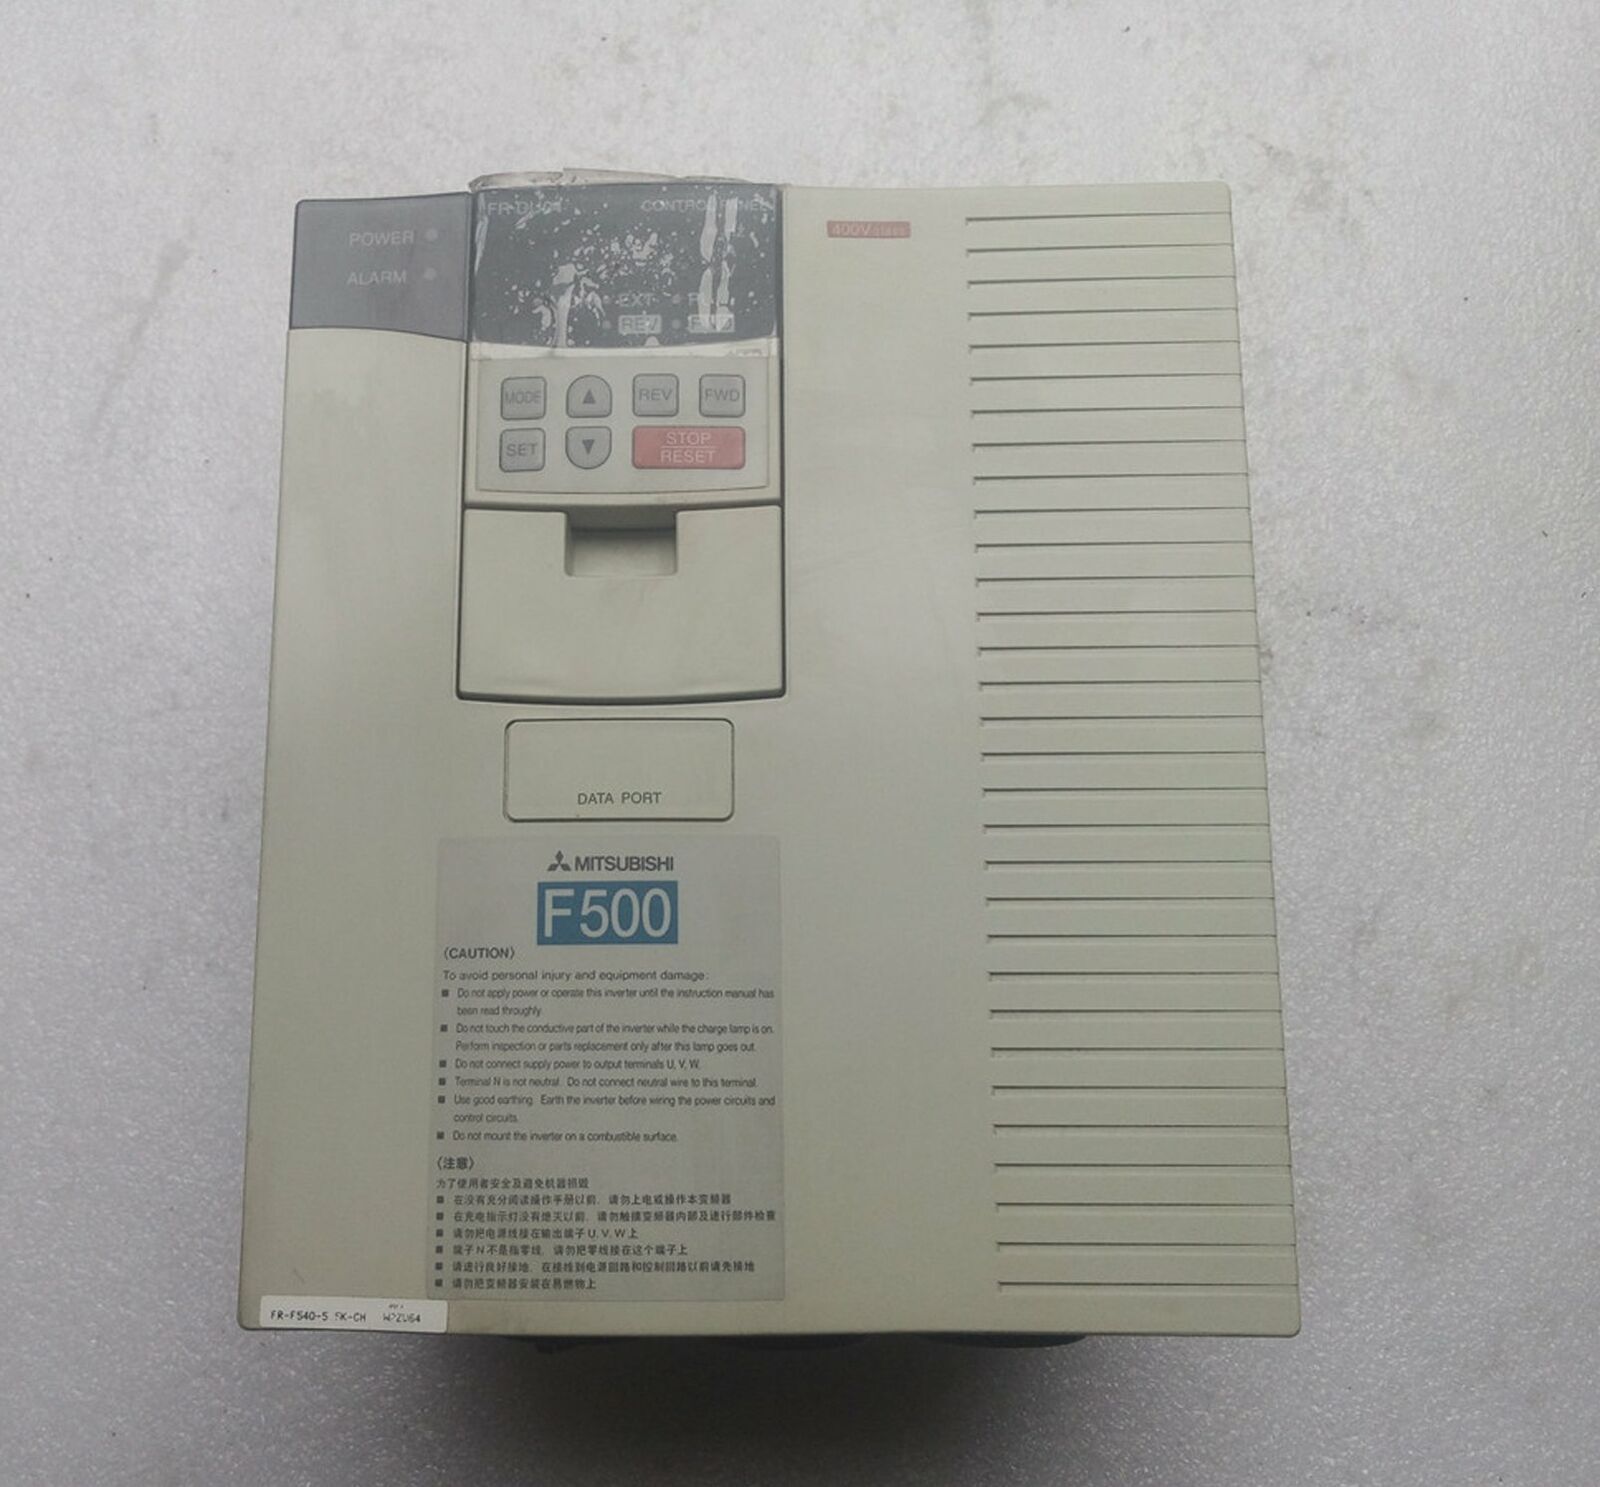 POWER
ALARM
CONTROL PANEL
400V class
EXT
REV
MODE
REV
FWD
SET
STOP
RESET
DATA PORT
MITSUBISHI
F500
〈CAUTION〉
To avoid personal injury and equipment damage:
■ Do not apply power or operate this inverter until the instruction manual has
been read throughly.
■ Do not touch the conductive part of the inverter while the charge lamp is on.
Perform inspection or parts replacement only after this lamp goes out.
■ Do not connect supply power to output terminals U, V, W.
■ Terminal N is not neutral. Do not connect neutral wire to this terminal.
■ Use good earthing. Earth the inverter before wiring the power circuits and
control circuits.
■ Do not mount the inverter on a combustible surface.
〈注意〉
为了使用者安全及避免机器损毁
■ 在没有充分阅读操作手册以前, 请勿上电或操作本变频器
■ 在充电指示灯没有熄灭以前, 请勿触摸变频器内部及进行部件检查
■ 请勿把电源线接在输出端子 U, V, W 上
■ 端子 N 不是指零线, 请勿把零线接在这个端子上
■ 请进行良好接地, 在接线到电源回路和控制回路以前请先接地
■ 请勿把变频器安装在易燃物上
FR-F540-5.5K-CH